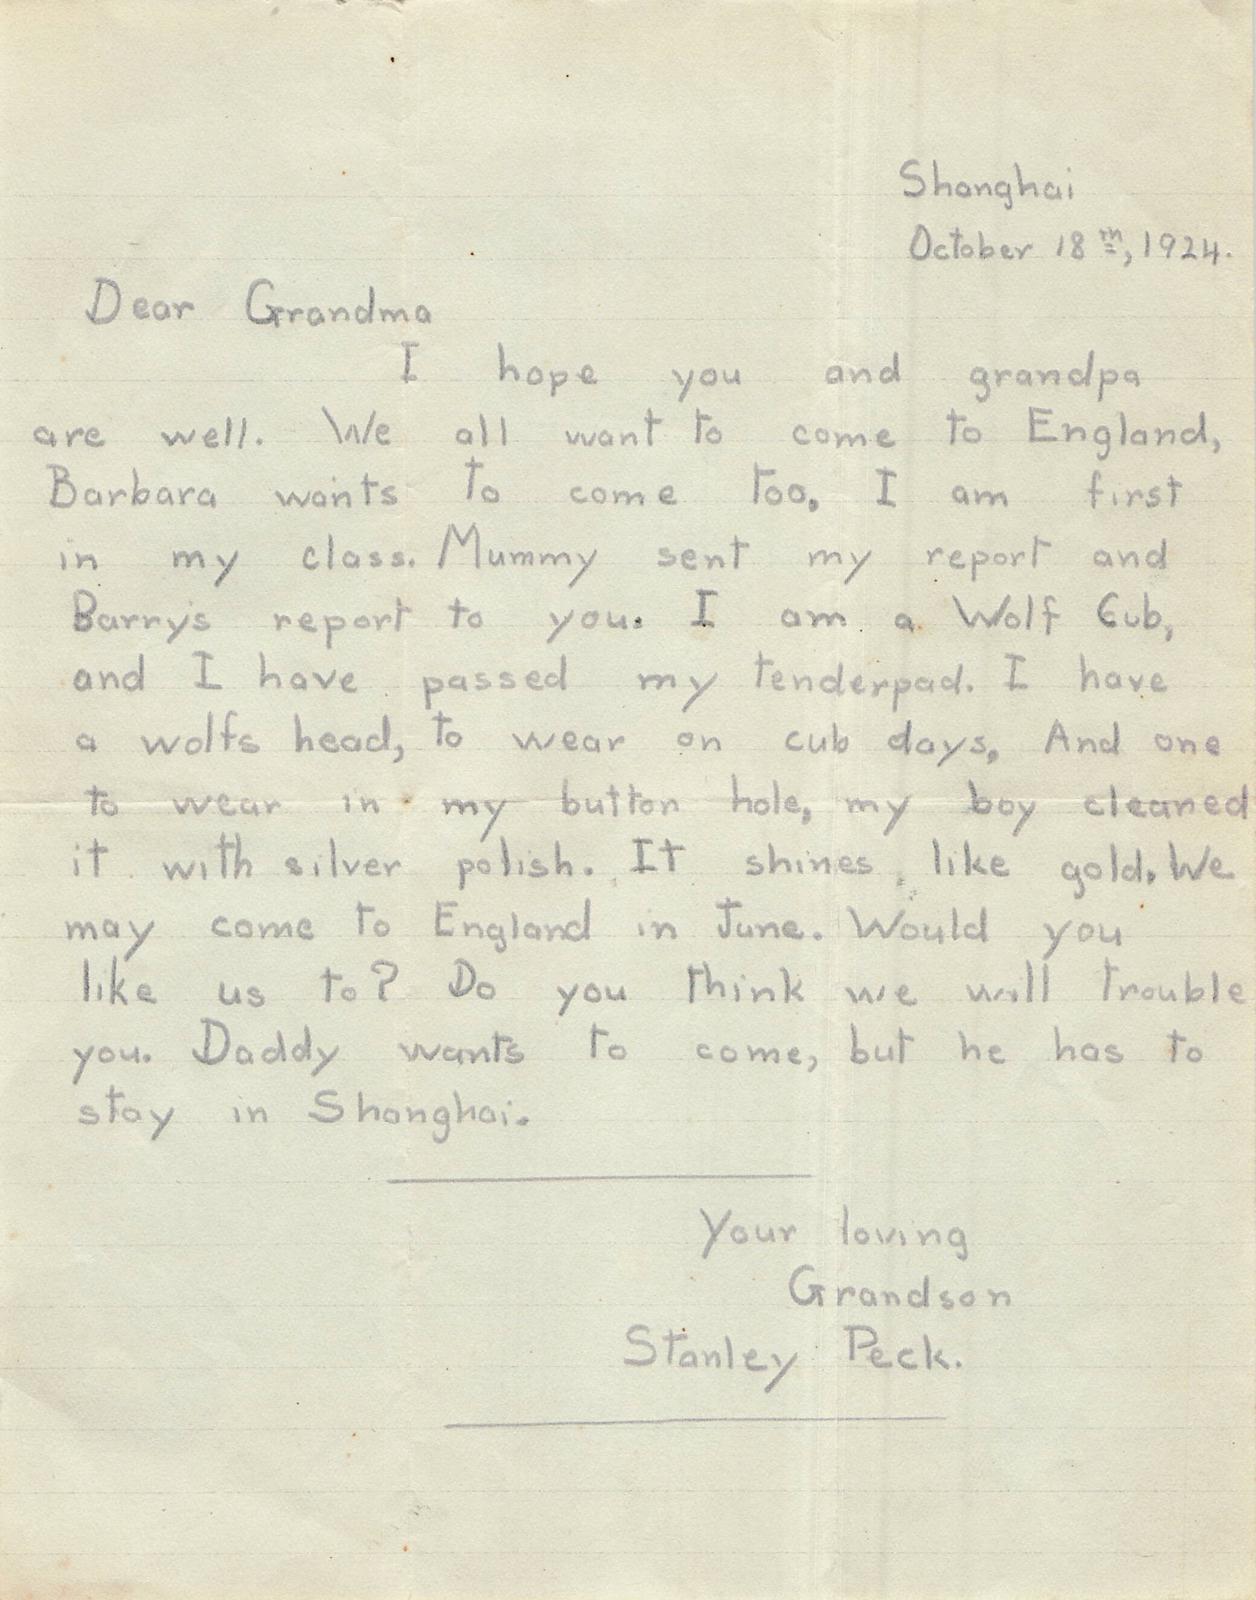 Shanghai
October 18th, 1924.
Dear Grandma
I hope you and grandpa
are well. We all want to come to England,
Barbara wants to come too. I am first
in my class. Mummy sent my report and
Barry's report to you. I am a Wolf Cub,
and I have passed my tenderpad. I have
a wolfs head, to wear on cub days, And one
to wear in my button hole, my boy cleaned
it with silver polish. It shines like gold. We
may come to England in June. Would you
like us to? Do you think we will trouble
you. Daddy wants to come, but he has to
stay in Shanghai.
Your loving
Grandson
Stanley Peck.